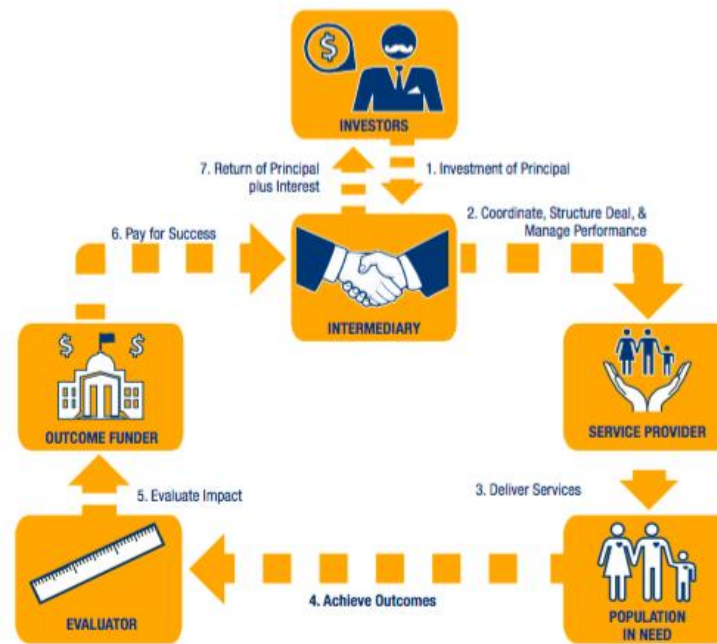 $
INVESTORS
7. Return of Principal
plus Interest
1. Investment of Principal
2. Coordinate, Structure Deal, &
Manage Performance
6. Pay for Success
INTERMEDIARY
$ $
OUTCOME FUNDER
SERVICE PROVIDER
5. Evaluate Impact
3. Deliver Services
4. Achieve Outcomes
EVALUATOR
POPULATION
IN NEED